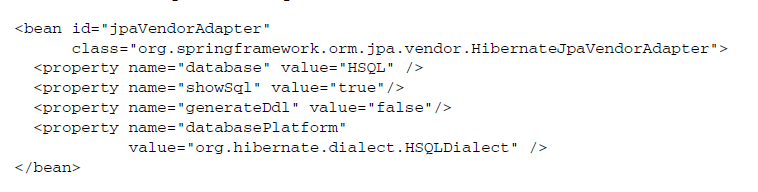 <bean id="jpaVendorAdapter"
      class="org.springframework.orm.jpa.vendor.HibernateJpaVendorAdapter">
  <property name="database" value="HSQL" />
  <property name="showSql" value="true"/>
  <property name="generateDdl" value="false"/>
  <property name="databasePlatform"
            value="org.hibernate.dialect.HSQLDialect" />
</bean>